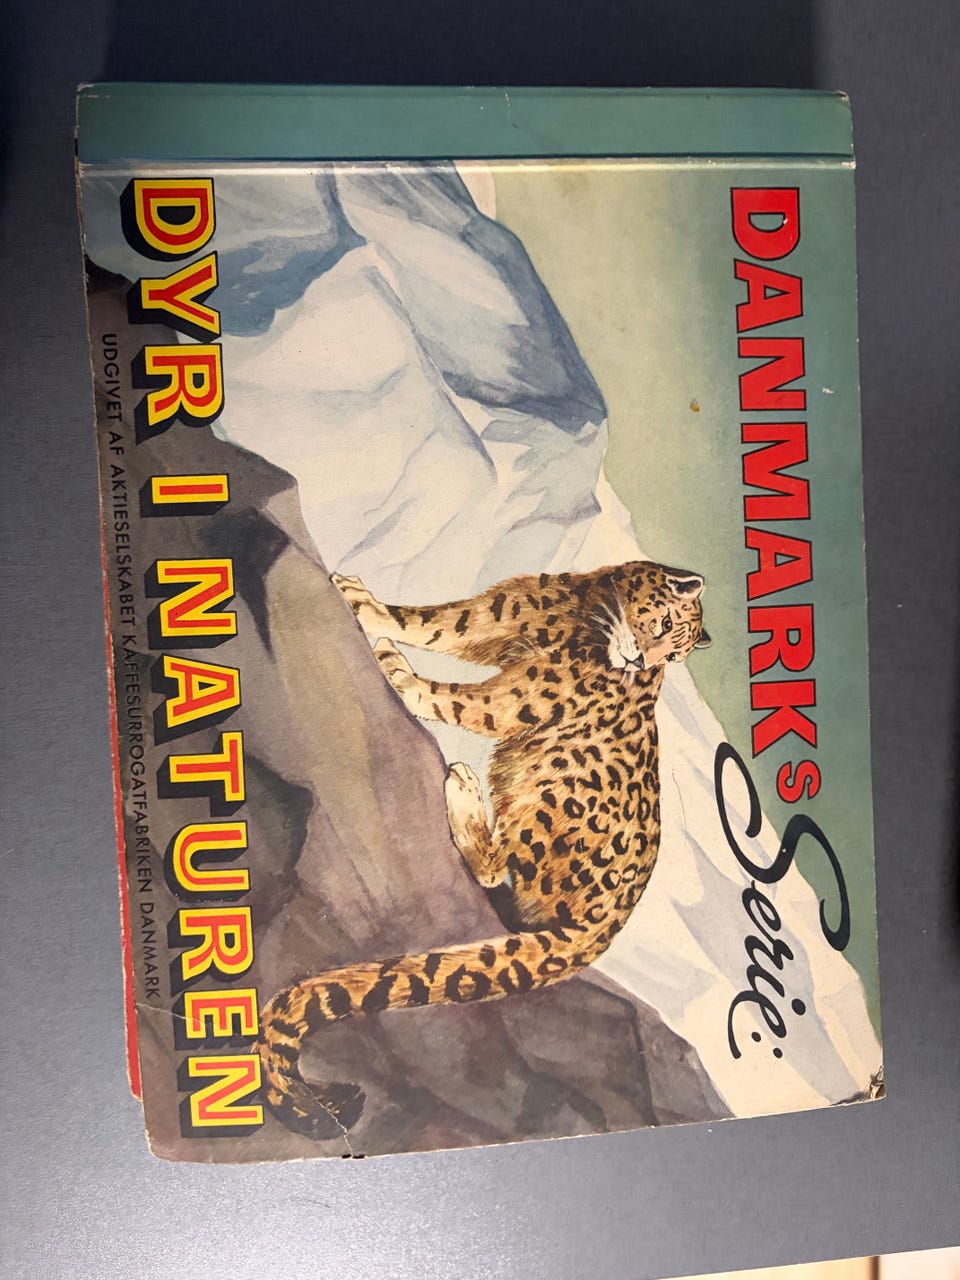 DANMARKS Serie:
DYR I NATUREN
UDGIVET AF AKTIESELSKABET KAFFESURROGATFABRIKEN DANMARK